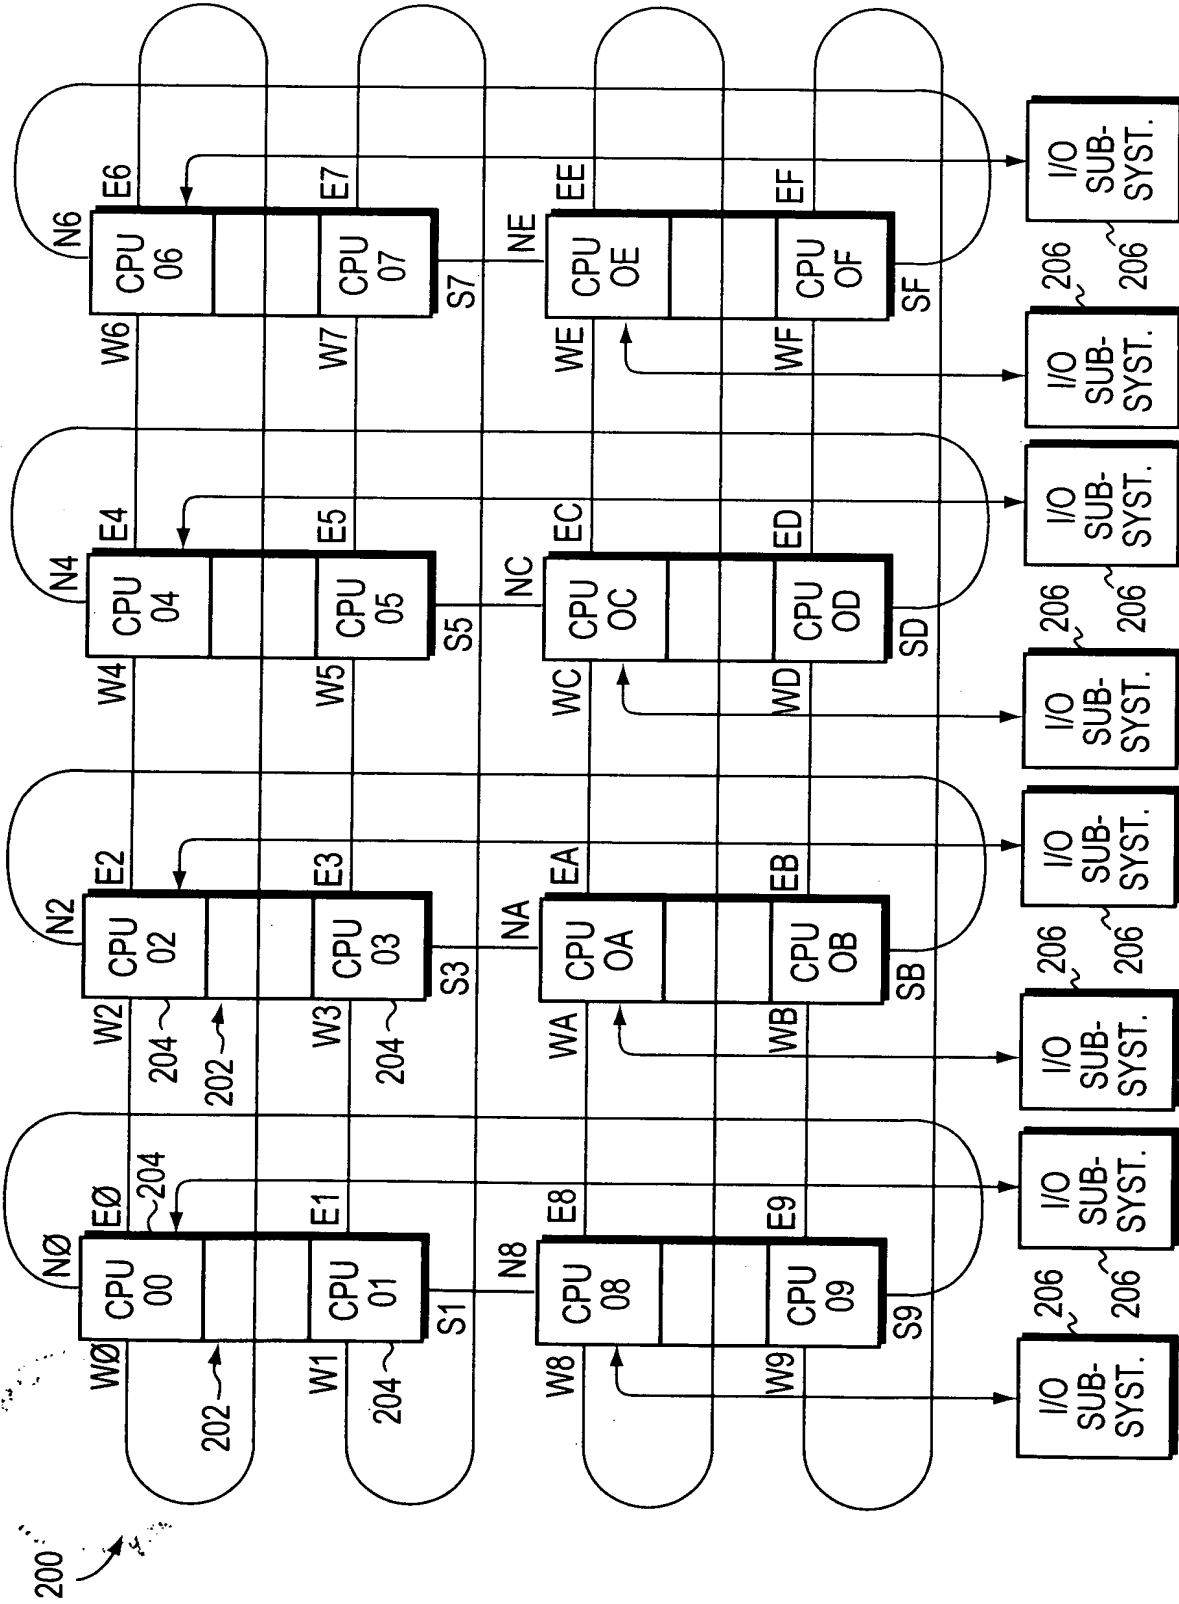 200
NØ
N2
N4
N6
WØ
EØ
W2
E2
W4
E4
W6
E6
CPU
00
204
CPU
02
204
CPU
04
CPU
06
202
202
W1
E1
W3
E3
W5
E5
W7
E7
CPU
01
204
CPU
03
204
CPU
05
CPU
07
S1
S3
S5
S7
N8
NA
NC
NE
W8
E8
WA
EA
WC
EC
WE
EE
CPU
08
CPU
OA
CPU
OC
CPU
OE
W9
E9
WB
EB
WD
ED
WF
EF
CPU
09
CPU
OB
CPU
OD
CPU
OF
S9
SB
SD
SF
206
206
206
206
206
206
206
206
I/O
SUB-
SYST.
I/O
SUB-
SYST.
I/O
SUB-
SYST.
I/O
SUB-
SYST.
I/O
SUB-
SYST.
I/O
SUB-
SYST.
I/O
SUB-
SYST.
I/O
SUB-
SYST.